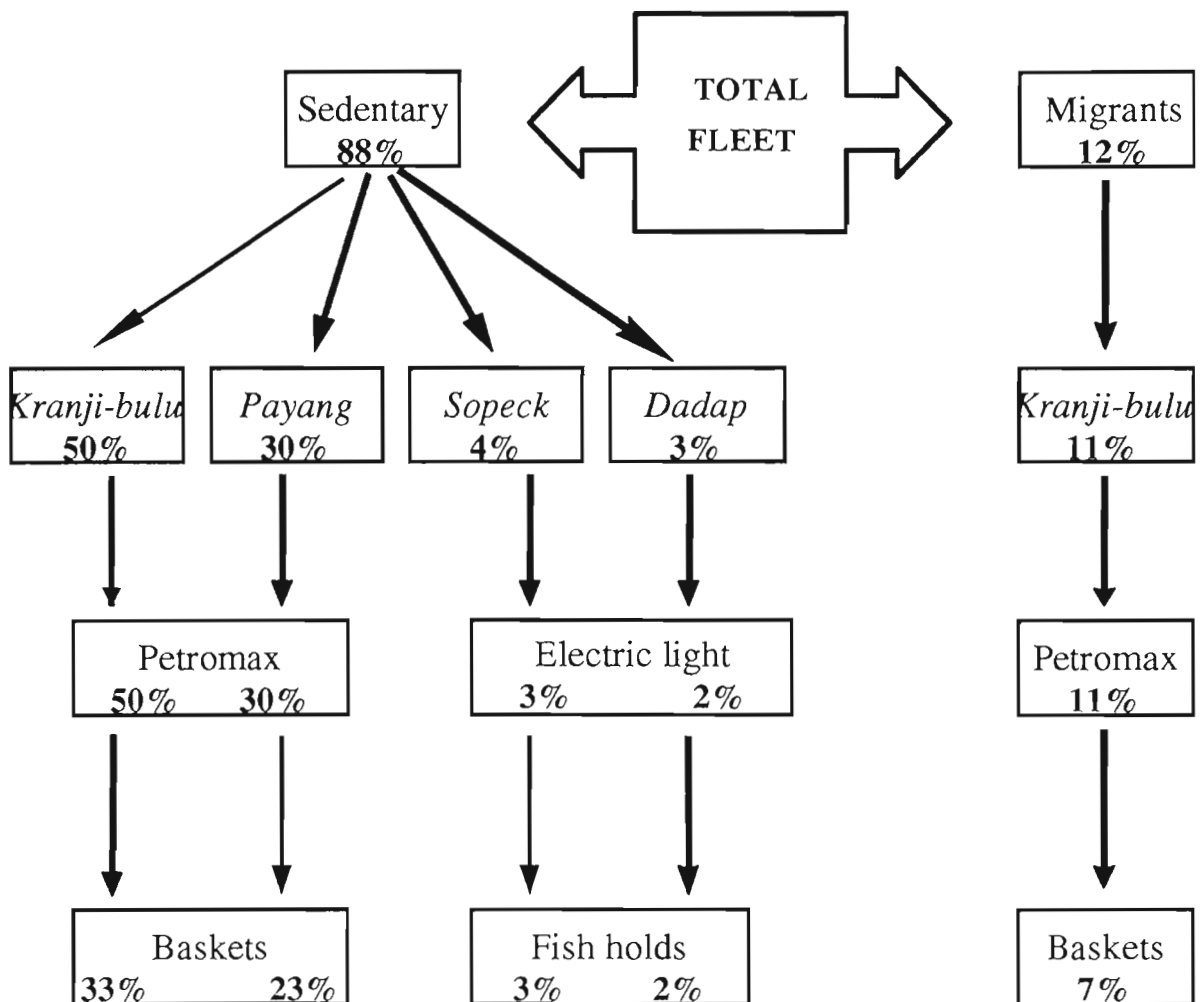 TOTAL
FLEET
Sedentary
88%
Migrants
12%
Kranji-bulu
50%
Payang
30%
Sopeck
4%
Dadap
3%
Kranji-bulu
11%
Petromax
50% 30%
Electric light
3% 2%
Petromax
11%
Baskets
33% 23%
Fish holds
3% 2%
Baskets
7%